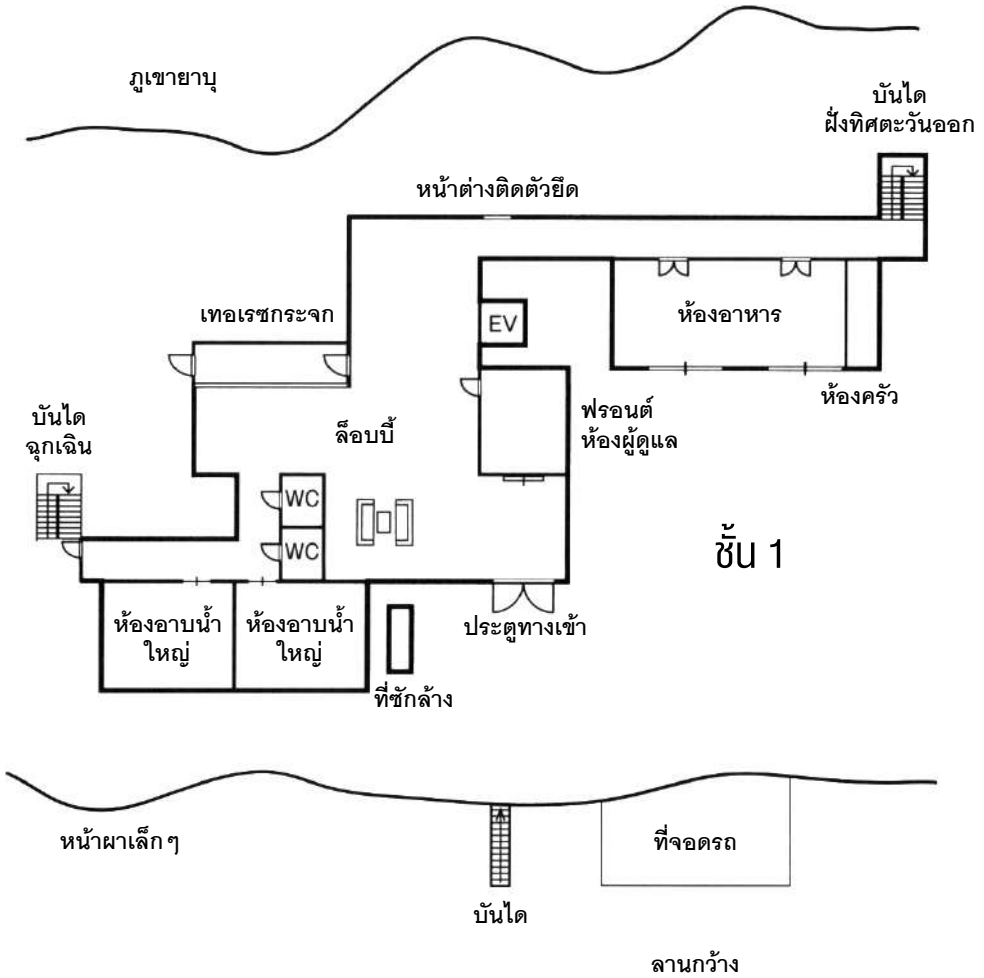 ภูเขายาบุ
บันได
ฝั่งทิศตะวันออก
หน้าต่างติดตัวยึด
เทอเรซกระจก
EV
ห้องอาหาร
ห้องครัว
บันได
ฉุกเฉิน
ล็อบบี้
ฟรอนต์
ห้องผู้ดูแล
WC
WC
ชั้น 1
ห้องอาบน้ำ
ใหญ่
ห้องอาบน้ำ
ใหญ่
ประตูทางเข้า
ที่ซักล้าง
หน้าผาเล็กๆ
ที่จอดรถ
บันได
ลานกว้าง